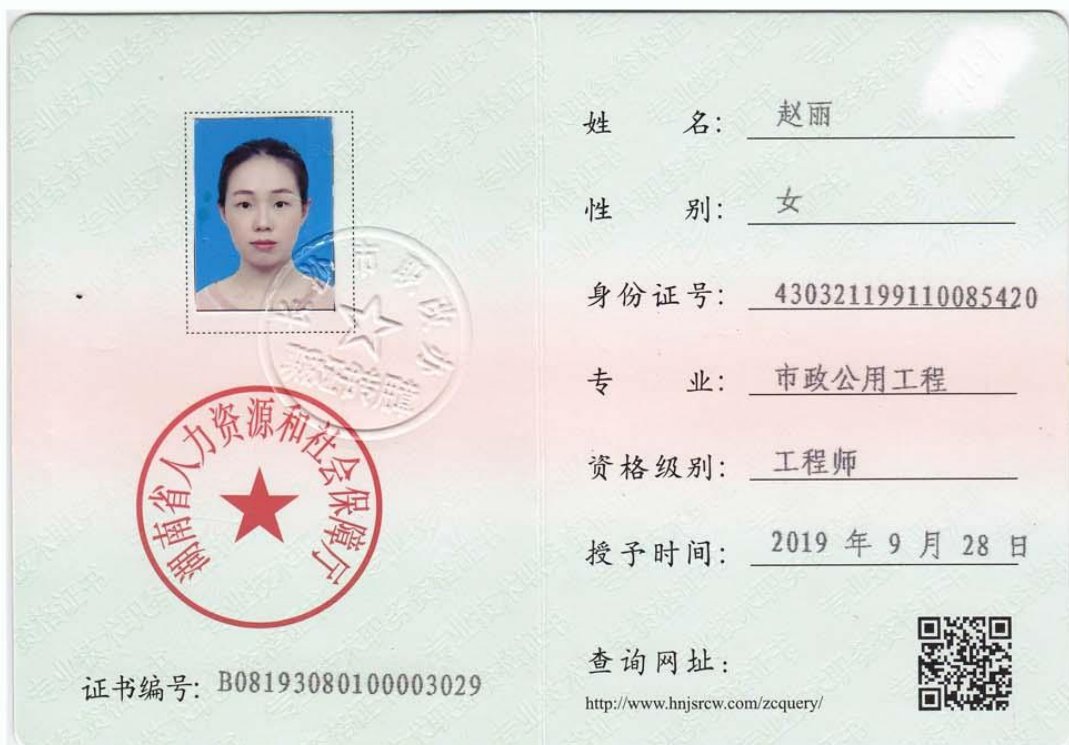 湖南省人力资源和社会保障厅
证书编号: B08193080100003029
姓 名: 赵丽
性 别: 女
身份证号: 430321199110085420
专 业: 市政公用工程
资格级别: 工程师
授予时间: 2019 年 9 月 28 日
查询网址:
http://www.hnjsrcw.com/zcquery/